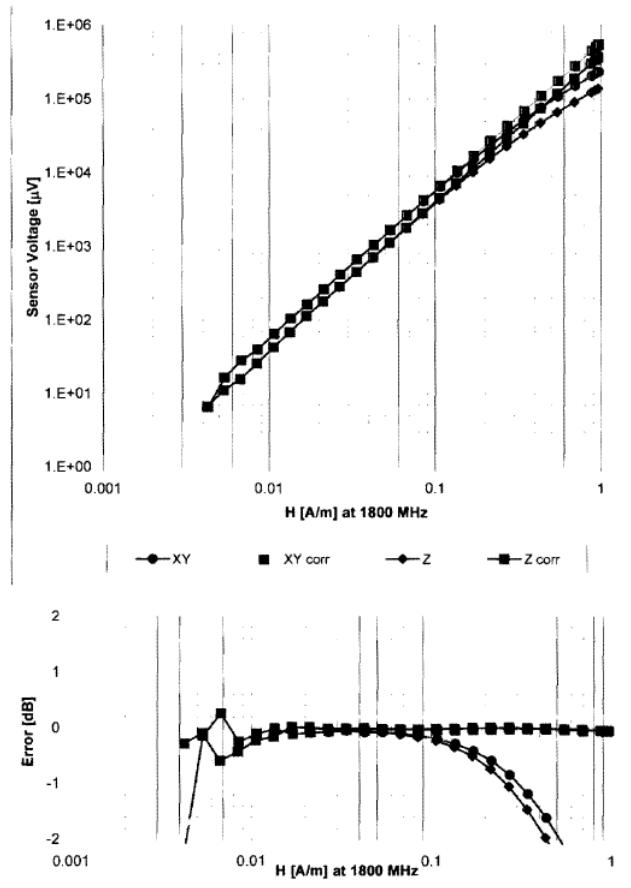 1.E+06
1.E+05
1.E+04
1.E+03
1.E+02
1.E+01
1.E+00
Sensor Voltage [µV]
0.001 0.01 0.1 1
H [A/m] at 1800 MHz
XY XY corr Z Z corr
2
1
0
-1
-2
Error [dB]
0.001 0.01 0.1 1
H [A/m] at 1800 MHz